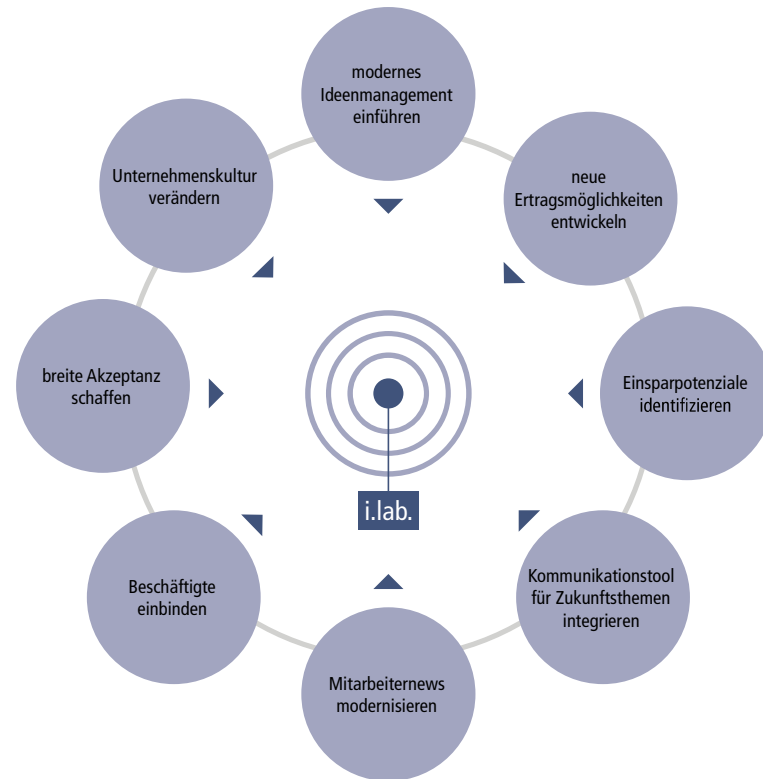 modernes
Ideenmanagement
einführen
neue
Ertragsmöglichkeiten
entwickeln
Einsparpotenziale
identifizieren
Kommunikationstool
für Zukunftsthemen
integrieren
Mitarbeiternews
modernisieren
Beschäftigte
einbinden
breite Akzeptanz
schaffen
Unternehmenskultur
verändern
i.lab.